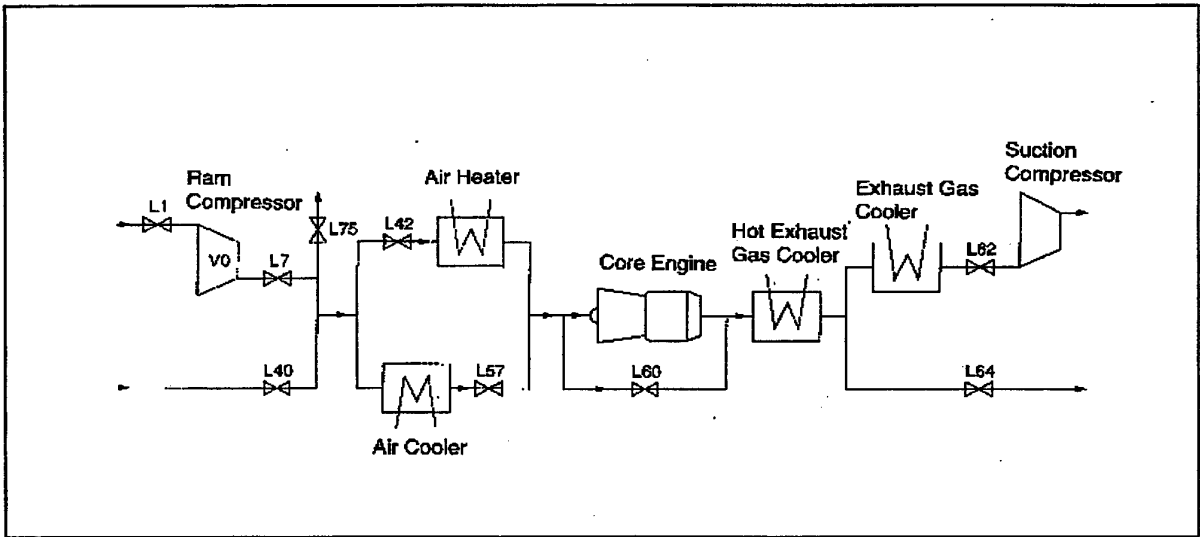 Ram
Compressor
L1
V0
L7
L75
L40
L42
Air Heater
L57
Air Cooler
Core Engine
L60
Hot Exhaust
Gas Cooler
Exhaust Gas
Cooler
L62
L64
Suction
Compressor